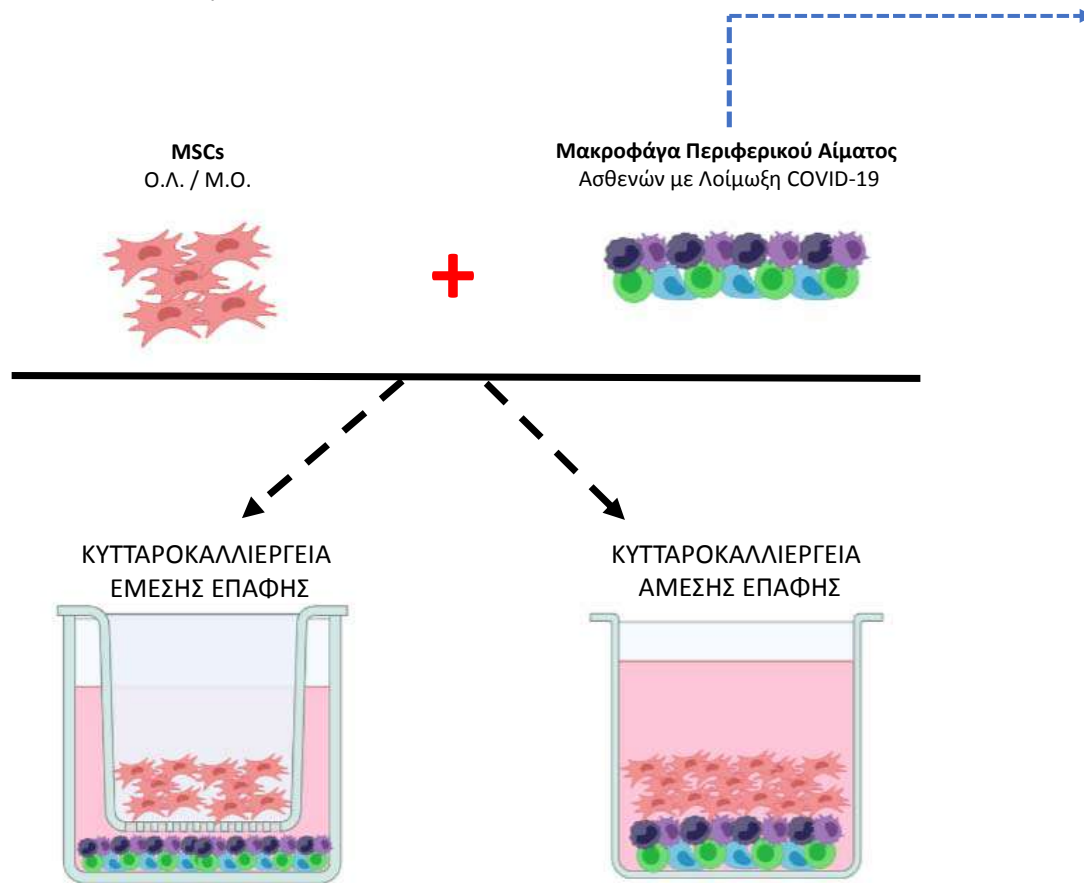 MSCs
Ο.Λ. / Μ.Ο.
Μακροφάγα Περιφερικού Αίματος
Ασθενών με Λοίμωξη COVID-19
ΚΥΤΤΑΡΟΚΑΛΛΙΕΡΓΕΙΑ
ΕΜΕΣΗΣ ΕΠΑΦΗΣ
ΚΥΤΤΑΡΟΚΑΛΛΙΕΡΓΕΙΑ
ΑΜΕΣΗΣ ΕΠΑΦΗΣ